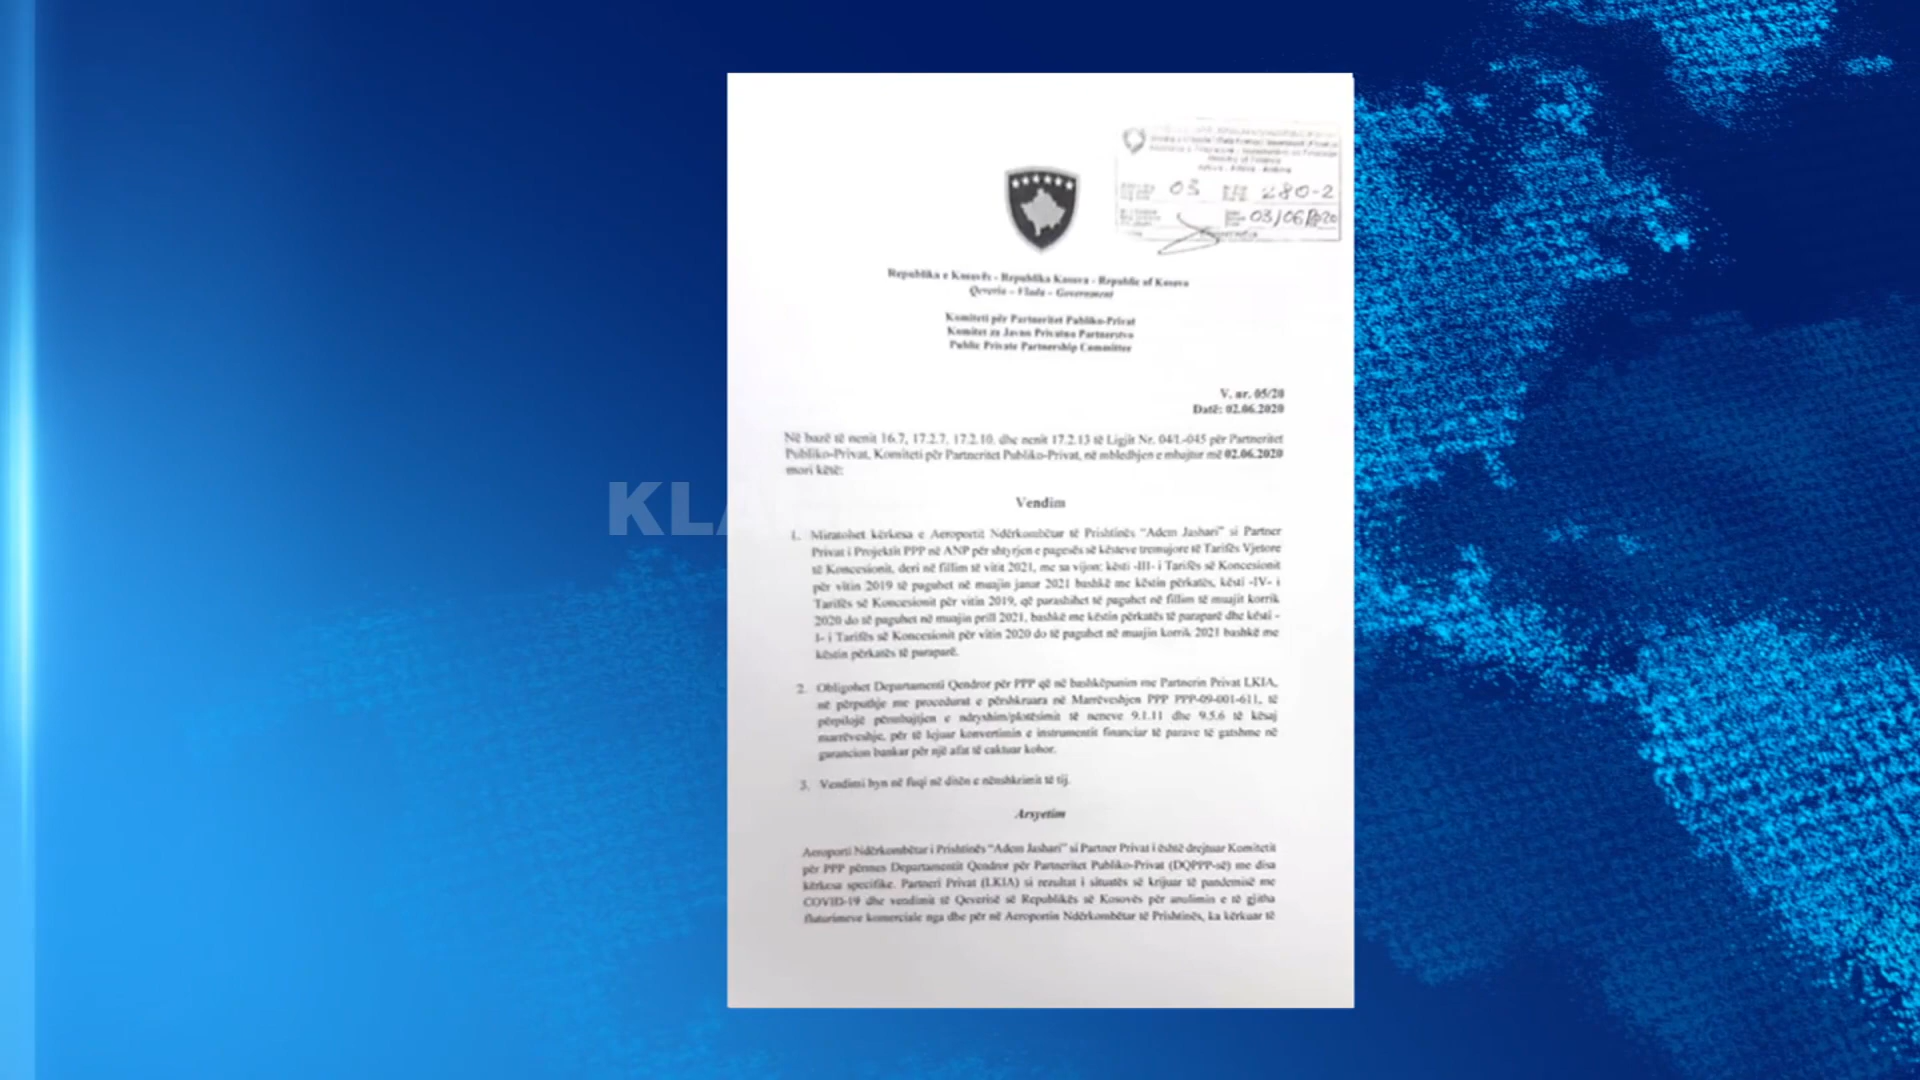 03
280-2
03/06/2020
Republika e Kosovës - Republika Kosova - Republic of Kosovo
Qeveria – Vlada – Government
Komiteti për Partneritet Publiko-Privat
Komitet za Javno Privatno Partnerstvo
Public Private Partnership Committee
V. nr. 05/20
Datë: 02.06.2020
Në bazë të nenit 16.7, 17.2.7, 17.2.10. dhe nenit 17.2.13 të Ligjit Nr. 04/L-045 për Partneritet
Publiko-Privat, Komiteti për Partneritet Publiko-Privat, në mbledhjen e mbajtur më 02.06.2020
mori këtë:
KLA
Vendim
1. Miratohet kërkesa e Aeroportit Ndërkombëtar të Prishtinës “Adem Jashari” si Partner
Privat i Projektit PPP në ANP për shtyrjen e pagesës së kësteve tremujore të Tarifës Vjetore
të Koncesionit, deri në fillim të vitit 2021, me sa vijon: kësti -III- i Tarifës së Koncesionit
për vitin 2019 të paguhet në muajin janar 2021 bashkë me këstin përkatës, kësti -IV- i
Tarifës së Koncesionit për vitin 2019, që parashihet të paguhet në fillim të muajit korrik
2020 do të paguhet në muajin prill 2021, bashkë me këstin përkatës të paraparë dhe kësti -
I- i Tarifës së Koncesionit për vitin 2020 do të paguhet në muajin korrik 2021 bashkë me
këstin përkatës të paraparë.
2. Obligohet Departamenti Qendror për PPP që në bashkëpunim me Partnerin Privat LKIA,
në përputhje me procedurat e përshkruara në Marrëveshjen PPP PPP-09-001-611, të
përpilojë përmbajtjen e ndryshim/plotësimit të neneve 9.1.11 dhe 9.5.6 të kësaj
marrëveshje, për të lejuar konvertimin e instrumentit financiar të parave të gatshme në
garancion bankar për një afat të caktuar kohor.
3. Vendimi hyn në fuqi në ditën e nënshkrimit të tij.
Arsyetim
Aeroporti Ndërkombëtar i Prishtinës “Adem Jashari” si Partner Privat i është drejtuar Komitetit
për PPP përmes Departamentit Qendror për Partneritet Publiko-Privat (DQPPP-së) me disa
kërkesa specifike. Partneri Privat (LKIA) si rezultat i situatës së krijuar të pandemisë me
COVID-19 dhe vendimit të Qeverisë së Republikës së Kosovës për anulimin e të gjitha
fluturimeve komerciale nga dhe për në Aeroportin Ndërkombëtar të Prishtinës, ka kërkuar të